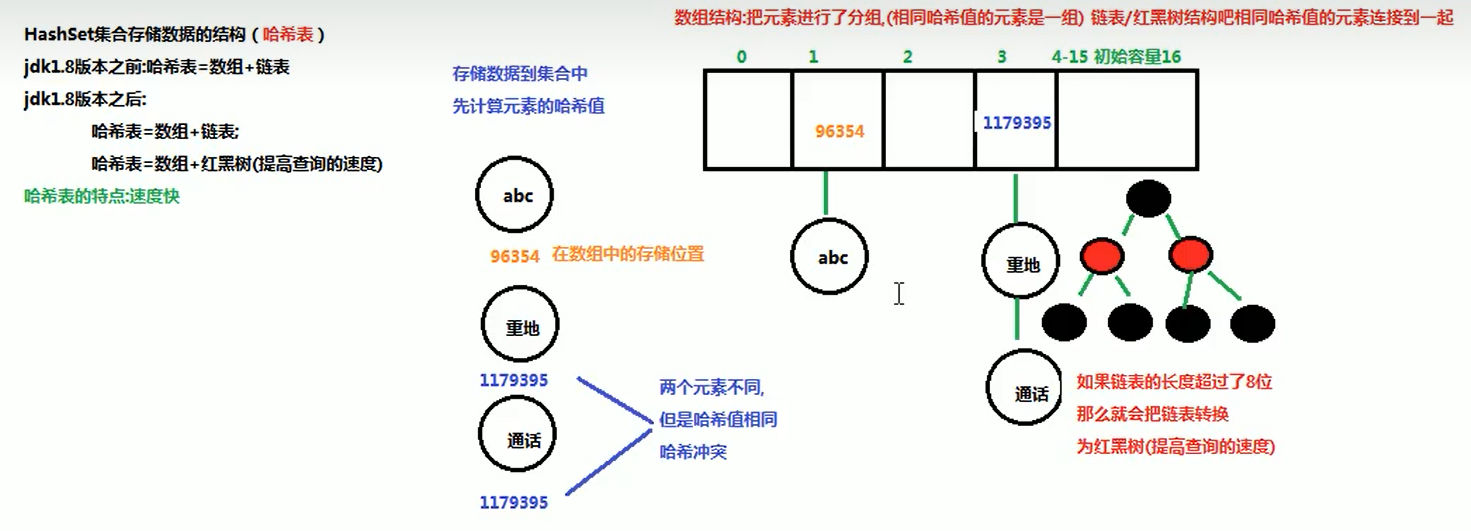 HashSet集合存储数据的结构（哈希表）
jdk1.8版本之前:哈希表=数组+链表
jdk1.8版本之后:
哈希表=数组+链表;
哈希表=数组+红黑树(提高查询的速度)
哈希表的特点:速度快
存储数据到集合中
先计算元素的哈希值
abc
96354 在数组中的存储位置
重地
1179395
通话
1179395
两个元素不同,
但是哈希值相同
哈希冲突
数组结构:把元素进行了分组,(相同哈希值的元素是一组) 链表/红黑树结构吧相同哈希值的元素连接到一起
0 1 2 3 4-15 初始容量16
96354 1179395
abc
重地
通话
如果链表的长度超过了8位
那么就会把链表转换
为红黑树(提高查询的速度)